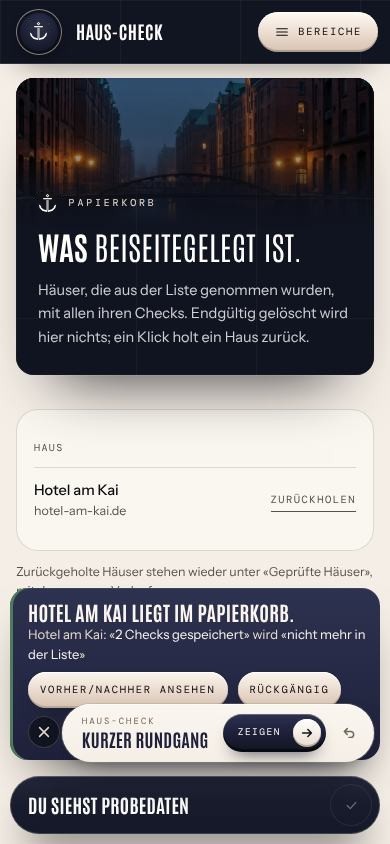 HAUS-CHECK
BEREICHE
PAPIERKORB
WAS BEISEITEGELEGT IST.
Häuser, die aus der Liste genommen wurden,
mit allen ihren Checks. Endgültig gelöscht wird
hier nichts; ein Klick holt ein Haus zurück.
HAUS
Hotel am Kai
hotel-am-kai.de
ZURÜCKHOLEN
Zurückgeholte Häuser stehen wieder unter «Geprüfte Häuser»,
HOTEL AM KAI LIEGT IM PAPIERKORB.
Hotel am Kai: «2 Checks gespeichert» wird «nicht mehr in
der Liste»
VORHER/NACHHER ANSEHEN
RÜCKGÄNGIG
HAUS-CHECK
KURZER RUNDGANG
ZEIGEN
DU SIEHST PROBEDATEN